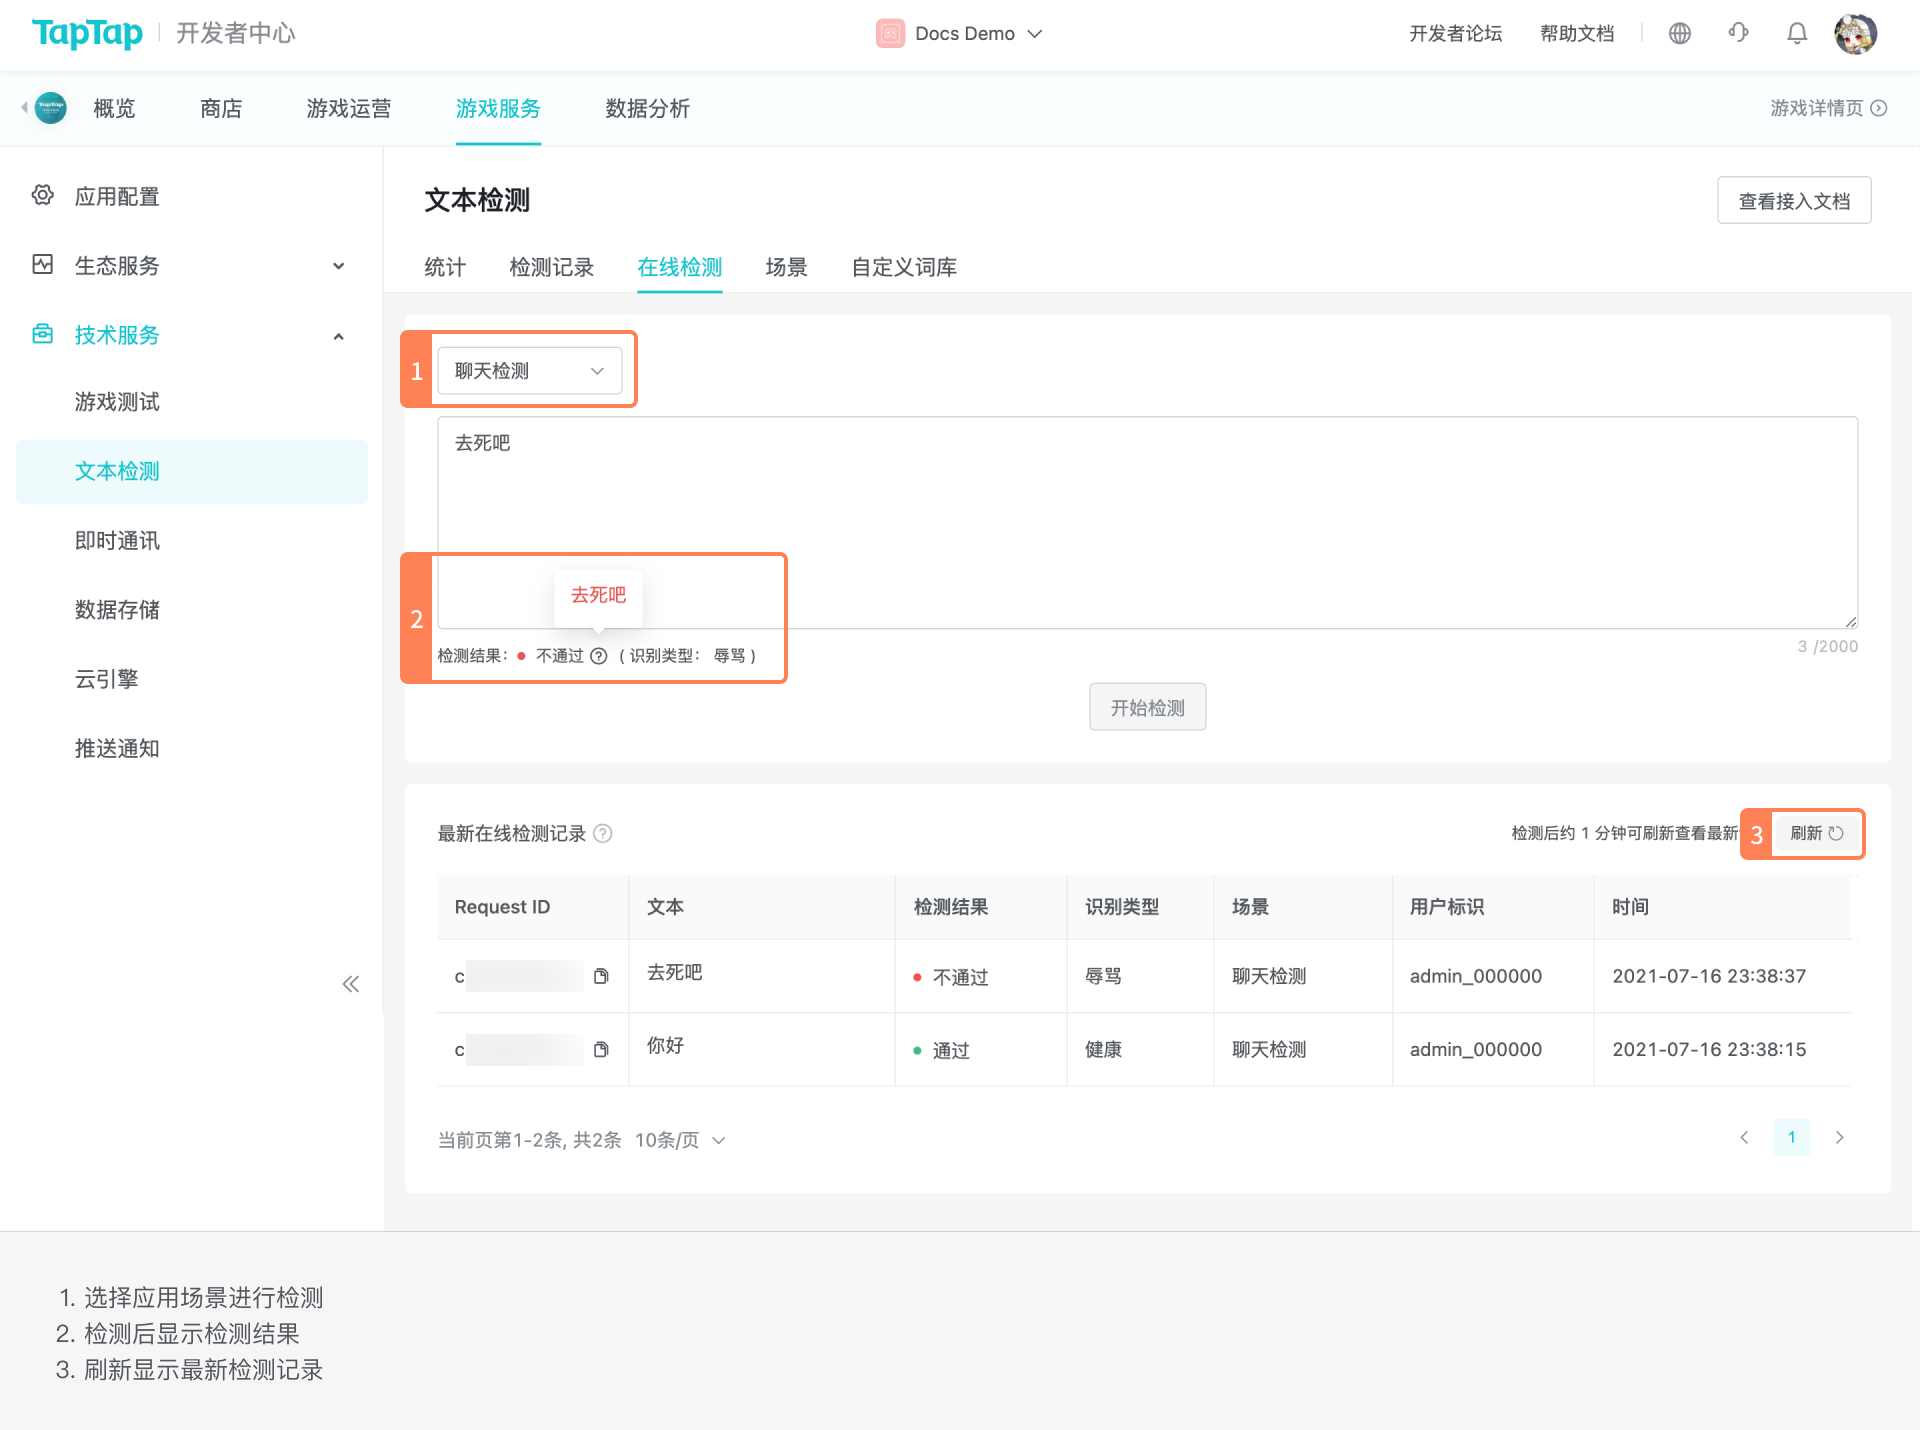 TapTap 开发者中心
Docs Demo
开发者论坛 帮助文档
概览 商店 游戏运营 游戏服务 数据分析
游戏详情页
应用配置
生态服务
技术服务
游戏测试
文本检测
即时通讯
数据存储
云引擎
推送通知
文本检测
查看接入文档
统计 检测记录 在线检测 场景 自定义词库
1
聊天检测
去死吧
2
去死吧
检测结果： 不通过 ( 识别类型： 辱骂 )
3 /2000
开始检测
最新在线检测记录
检测后约 1 分钟可刷新查看最新
3
刷新
Request ID 文本 检测结果 识别类型 场景 用户标识 时间
c 去死吧 不通过 辱骂 聊天检测 admin_000000 2021-07-16 23:38:37
c 你好 通过 健康 聊天检测 admin_000000 2021-07-16 23:38:15
当前页第1-2条, 共2条 10条/页
1
1. 选择应用场景进行检测
2. 检测后显示检测结果
3. 刷新显示最新检测记录